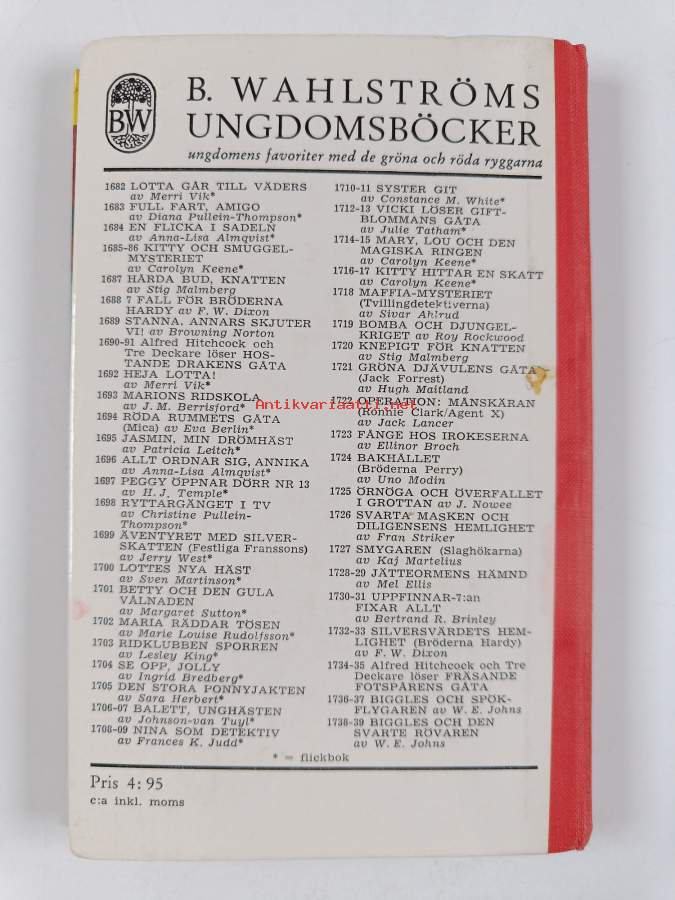 BW
B. WAHLSTRÖMS
UNGDOMSBÖCKER
ungdomens favoriter med de gröna och röda ryggarna
1682 LOTTA GÅR TILL VÄDERS
av Merri Vik*
1683 FULL FART, AMIGO
av Diana Pullein-Thompson*
1684 EN FLICKA I SADELN
av Anna-Lisa Almqvist*
1685-86 KITTY OCH SMUGGEL-
MYSTERIET
av Carolyn Keene*
1687 HÅRDA BUD, KNATTEN
av Stig Malmberg
1688 7 FALL FÖR BRÖDERNA
HARDY av F. W. Dixon
1689 STANNA, ANNARS SKJUTER
VI! av Browning Norton
1690-91 Alfred Hitchcock och
Tre Deckare löser HOS-
TANDE DRAKENS GÅTA
1692 HEJA LOTTA!
av Merri Vik*
1693 MARIONS RIDSKOLA
av J. M. Berrisford*
1694 RÖDA RUMMETS GÅTA
(Mica) av Eva Berlin*
1695 JASMIN, MIN DRÖMHÄST
av Patricia Leitch*
1696 ALLT ORDNAR SIG, ANNIKA
av Anna-Lisa Almqvist*
1697 PEGGY ÖPPNAR DÖRR NR 13
av H. J. Temple*
1698 RYTTARGÄNGET I TV
av Christine Pullein-
Thompson*
1699 ÄVENTYRET MED SILVER-
SKATTEN (Festliga Franssons)
av Jerry West*
1700 LOTTES NYA HÄST
av Sven Martinson*
1701 BETTY OCH DEN GULA
VÅLNADEN
av Margaret Sutton*
1702 MARIA RÄDDAR TÖSEN
av Marie Louise Rudolfsson*
1703 RIDKLUBBEN SPORREN
av Lesley King*
1704 SE OPP, JOLLY
av Ingrid Bredberg*
1705 DEN STORA PONNYJAKTEN
av Sara Herbert*
1706-07 BALETT, UNGHÄSTEN
av Johnson-van Tuyl*
1708-09 NINA SOM DETEKTIV
av Frances K. Judd*
1710-11 SYSTER GIT
av Constance M. White*
1712-13 VICKI LÖSER GIFT-
BLOMMANS GÅTA
av Julie Tatham*
1714-15 MARY, LOU OCH DEN
MAGISKA RINGEN
av Carolyn Keene*
1716-17 KITTY HITTAR EN SKATT
av Carolyn Keene*
1718 MAFFIA-MYSTERIET
(Tvillingdetektiverna)
av Sivar Ahlrud
1719 BOMBA OCH DJUNGEL-
KRIGET av Roy Rockwood
1720 KNEPIGT FÖR KNATTEN
av Stig Malmberg
1721 GRÖNA DJÄVULENS GÅTA
(Jack Forrest)
av Hugh Maitland
1722 OPERATION: MÅNSKÄRAN
(Ronnie Clark/Agent X)
av Jack Lancer
1723 FÅNGE HOS IROKESERNA
av Ellinor Broch
1724 BAKHÅLLET
(Bröderna Perry)
av Uno Modin
1725 ÖRNÖGA OCH ÖVERFALLET
I GROTTAN av J. Nowee
1726 SVARTA MASKEN OCH
DILIGENSENS HEMLIGHET
av Fran Striker
1727 SMYGAREN (Slaghökarna)
av Kaj Martelius
1728-29 JÄTTEORMENS HÄMND
av Mel Ellis
1730-31 UPPFINNAR-7:an
FIXAR ALLT
av Bertrand R. Brinley
1732-33 SILVERSVÄRDETS HEM-
LIGHET (Bröderna Hardy)
av F. W. Dixon
1734-35 Alfred Hitchcock och Tre
Deckare löser FRÄSANDE
FOTSPÅRENS GÅTA
1736-37 BIGGLES OCH SPÖK-
FLYGAREN av W. E. Johns
1738-39 BIGGLES OCH DEN
SVARTE RÖVAREN
av W. E. Johns
* = flickbok
Pris 4:95
c:a inkl. moms
Antikvariaatti.net